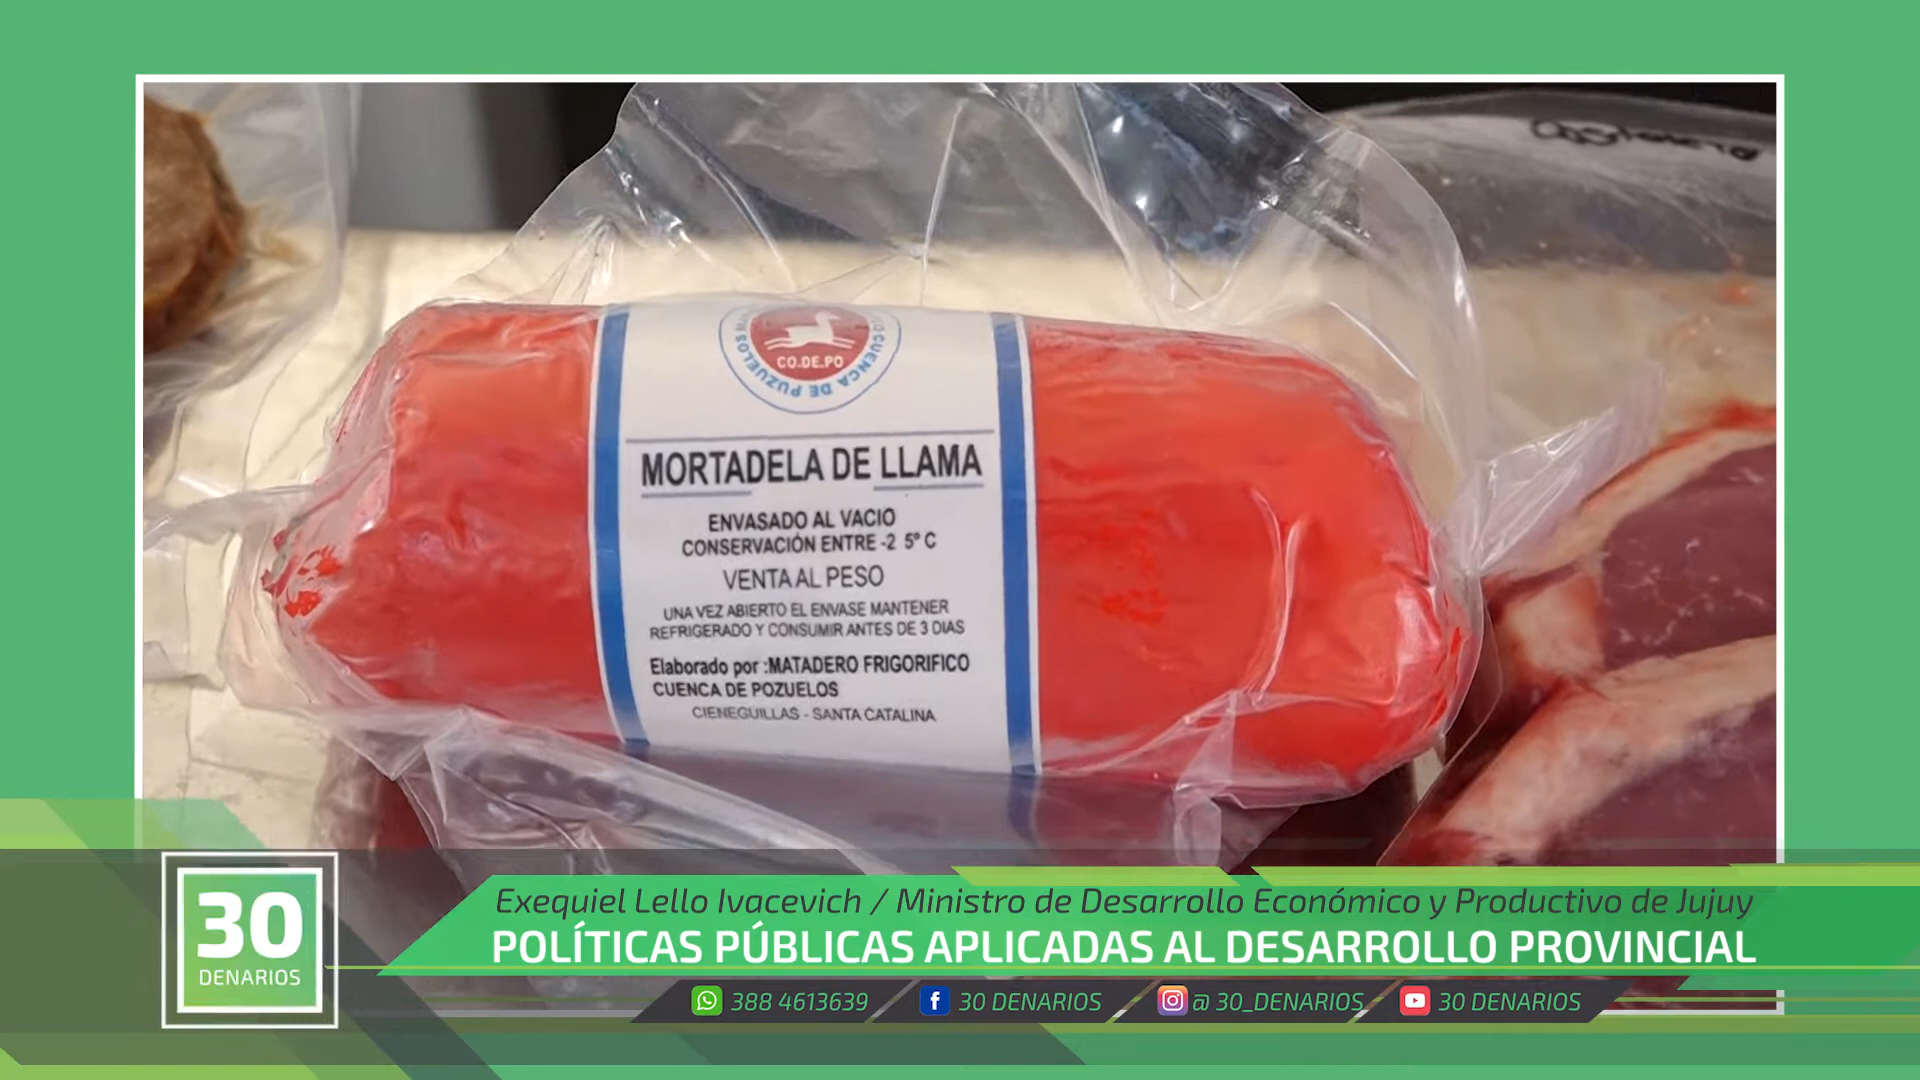 CO.DE.PO
CUENCA DE PUZUELOS
MORTADELA DE LLAMA
ENVASADO AL VACIO
CONSERVACIÓN ENTRE -2 5º C
VENTA AL PESO
UNA VEZ ABIERTO EL ENVASE MANTENER
REFRIGERADO Y CONSUMIR ANTES DE 3 DIAS
Elaborado por :MATADERO FRIGORIFICO
CUENCA DE POZUELOS
CIENEGUILLAS - SANTA CATALINA
30
DENARIOS
Exequiel Lello Ivacevich / Ministro de Desarrollo Económico y Productivo de Jujuy
POLÍTICAS PÚBLICAS APLICADAS AL DESARROLLO PROVINCIAL
388 4613639
30 DENARIOS
@ 30_DENARIOS
30 DENARIOS